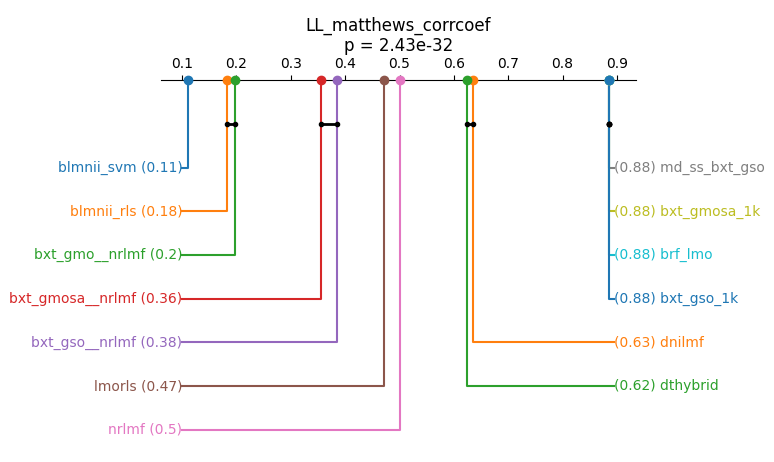 LL_matthews_corrcoef
p = 2.43e-32
0.1 0.2 0.3 0.4 0.5 0.6 0.7 0.8 0.9
blmnii_svm (0.11)
(0.88) md_ss_bxt_gso
blmnii_rls (0.18)
(0.88) bxt_gmosa_1k
bxt_gmo__nrlmf (0.2)
(0.88) brf_lmo
bxt_gmosa__nrlmf (0.36)
(0.88) bxt_gso_1k
bxt_gso__nrlmf (0.38)
(0.63) dnilmf
lmorls (0.47)
(0.62) dthybrid
nrlmf (0.5)